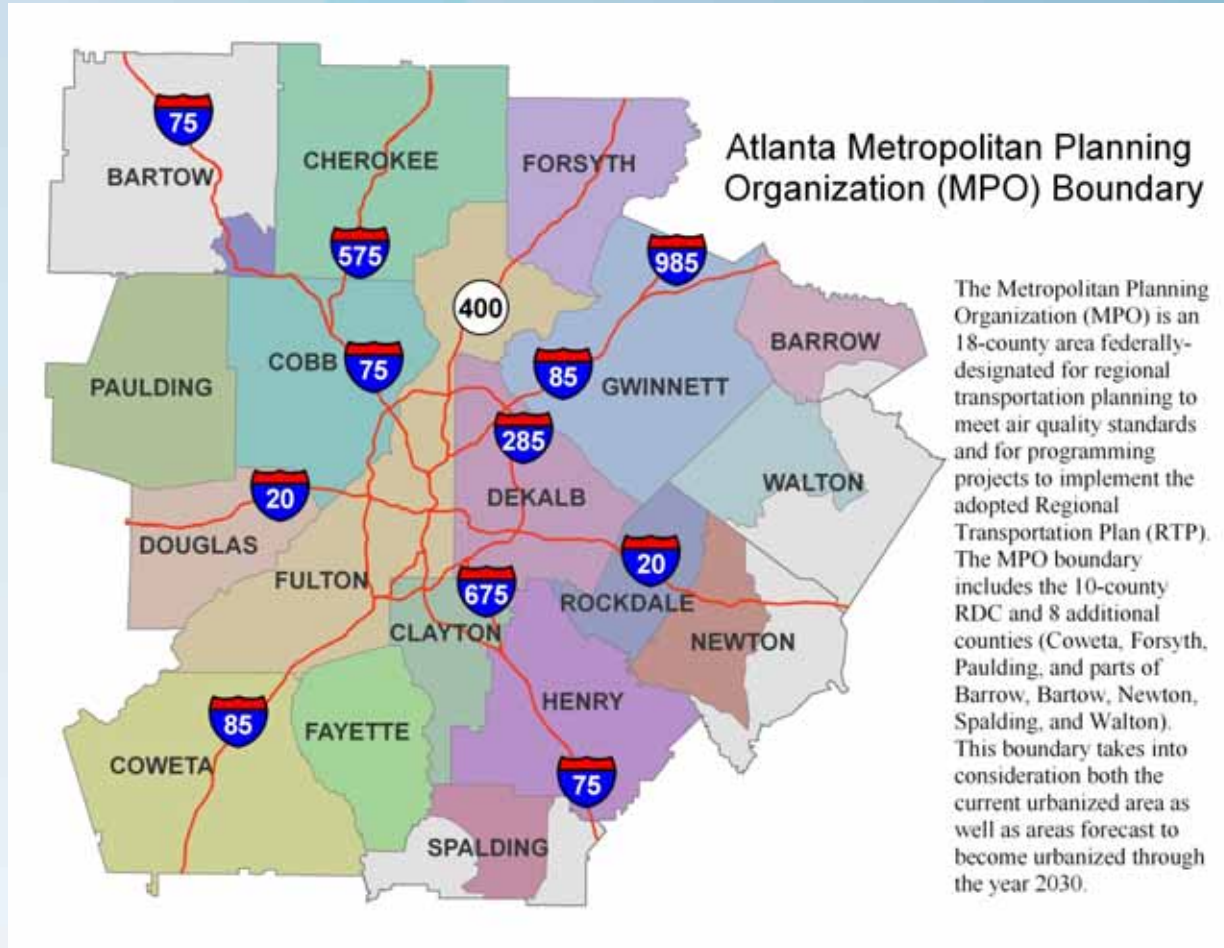 Atlanta Metropolitan Planning
Organization (MPO) Boundary
The Metropolitan Planning
Organization (MPO) is an
18-county area federally-
designated for regional
transportation planning to
meet air quality standards
and for programming
projects to implement the
adopted Regional
Transportation Plan (RTP).
The MPO boundary
includes the 10-county
RDC and 8 additional
counties (Coweta, Forsyth,
Paulding, and parts of
Barrow, Bartow, Newton,
Spalding, and Walton).
This boundary takes into
consideration both the
current urbanized area as
well as areas forecast to
become urbanized through
the year 2030.
75
BARTOW
CHEROKEE
FORSYTH
575
985
400
BARROW
COBB
75
PAULDING
85
GWINNETT
285
20
DEKALB
WALTON
DOUGLAS
20
FULTON
675
ROCKDALE
CLAYTON
NEWTON
HENRY
85
FAYETTE
COWETA
75
SPALDING